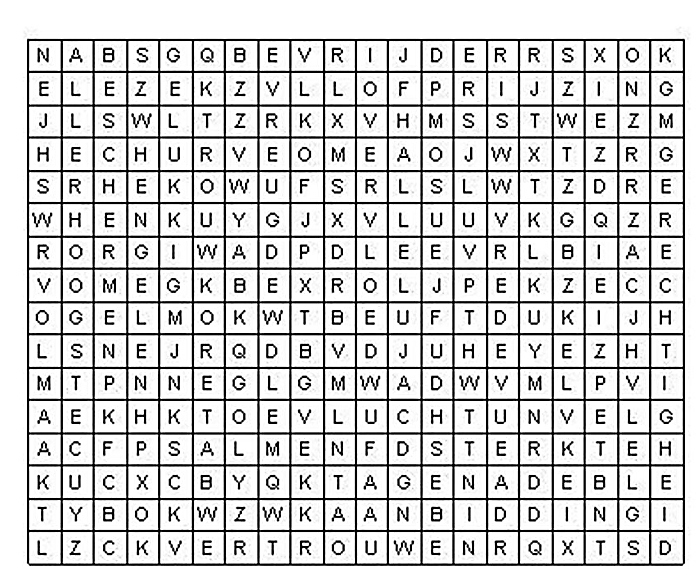 N A B S G Q B E V R I J D E R R S X O K
E L E Z E K Z V L L O F P R I J Z I N G
J L S W L T Z R K X V H M S S T W E Z M
H E C H U R V E O M E A O J W X T Z R G
S R H E K O W U F S R L S L W T Z D R E
W H E N K U Y G J X V L U U V K G Q Z R
R O R G I W A D P D L E E V R L B I A E
V O M E G K B E X R O L J P E K Z E C C
O G E L M O K W T B E U F T D U K I J H
L S N E J R Q D B V D J U H E Y E Z H T
M T P N N E G L G M W A D W V M L P V I
A E K H K T O E V L U C H T U N V E L G
A C F P S A L M E N F D S T E R K T E H
K U C X C B Y Q K T A G E N A D E B L E
T Y B O K W Z W K A A N B I D D I N G I
L Z C K V E R T R O U W E N R Q X T S D